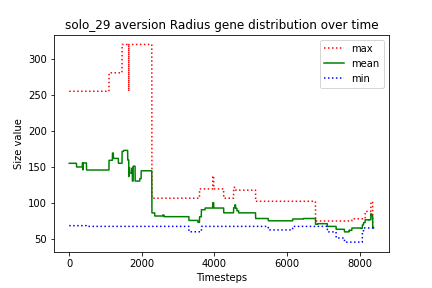 solo_29 aversion Radius gene distribution over time
max
mean
min
Size value
300
250
200
150
100
50
0
2000
4000
6000
8000
Timesteps